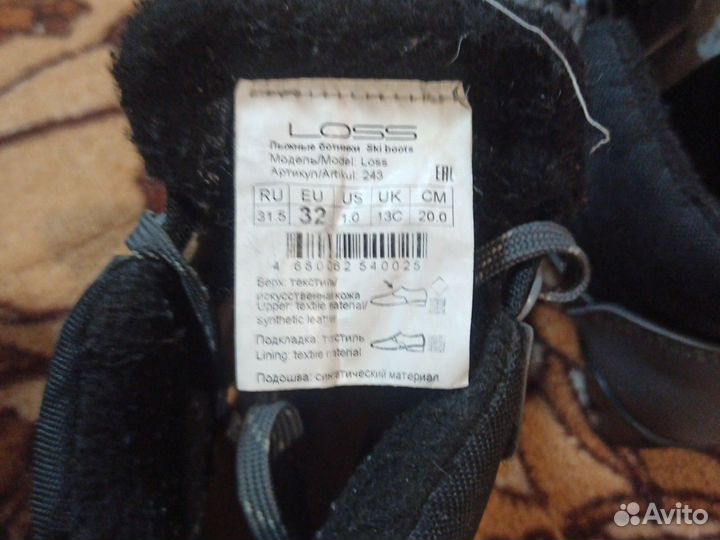 LOSS
Лыжные ботинки Ski boots
Модель/Model: Loss
Артикул/Artikul: 243
EAC
RU EU US UK CM
31.5 32 1.0 13C 20.0
4 680062 540025
Верх: текстиль/
искусственная кожа
Upper: textile material/
synthetic leather
Подкладка: текстиль
Lining: textile material
Подошва: синтетический материал
Avito